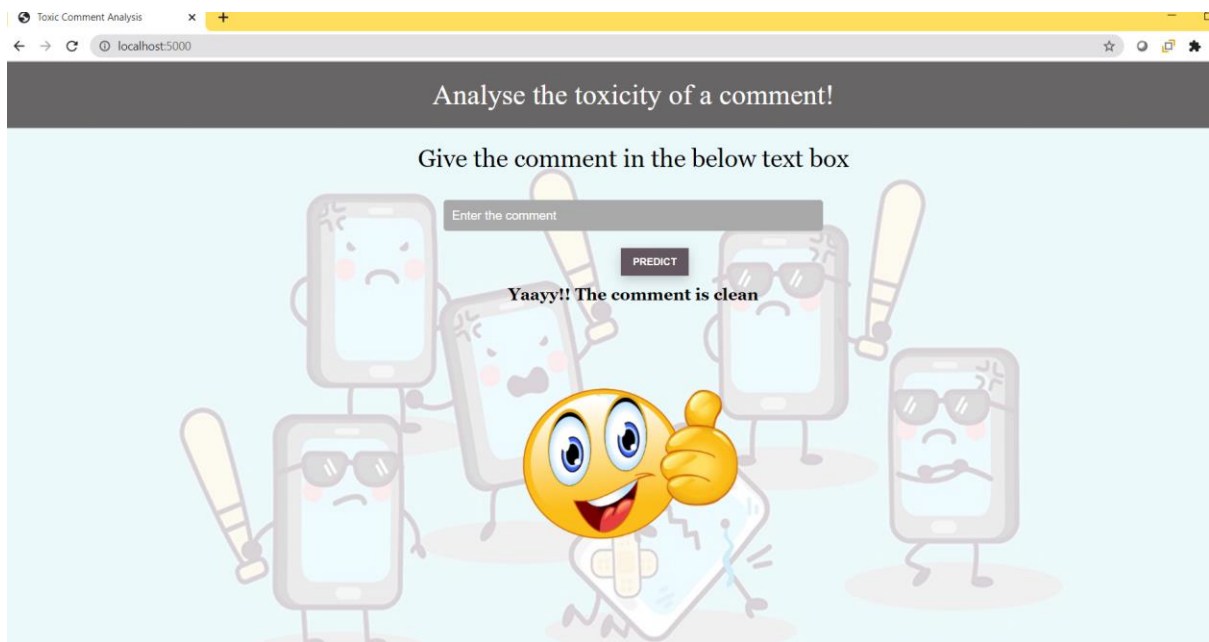 Toxic Comment Analysis
localhost:5000
Analyse the toxicity of a comment!
Give the comment in the below text box
Enter the comment
PREDICT
Yaayy!! The comment is clean